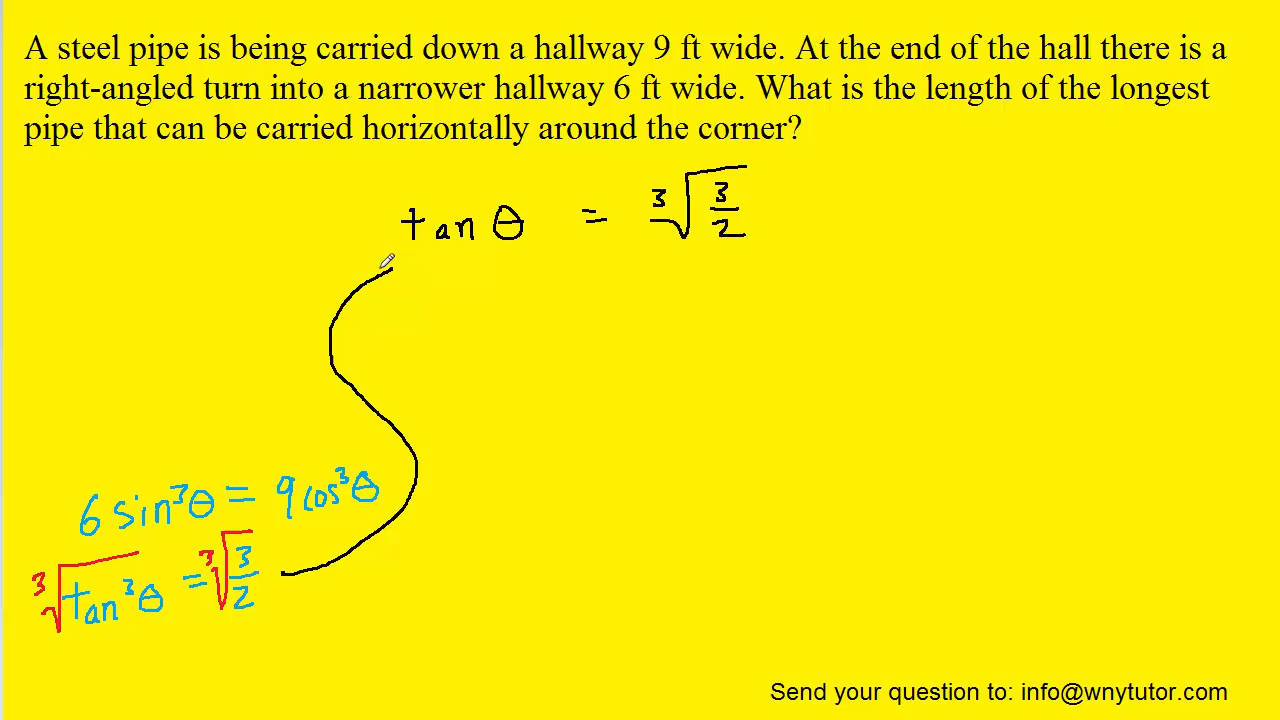 A steel pipe is being carried down a hallway 9 ft wide. At the end of the hall there is a
right-angled turn into a narrower hallway 6 ft wide. What is the length of the longest
pipe that can be carried horizontally around the corner?
tan θ = ∛(3/2)
6 sin³θ = 9 cos³θ
∛(tan³θ) = ∛(3/2)
Send your question to: info@wnytutor.com